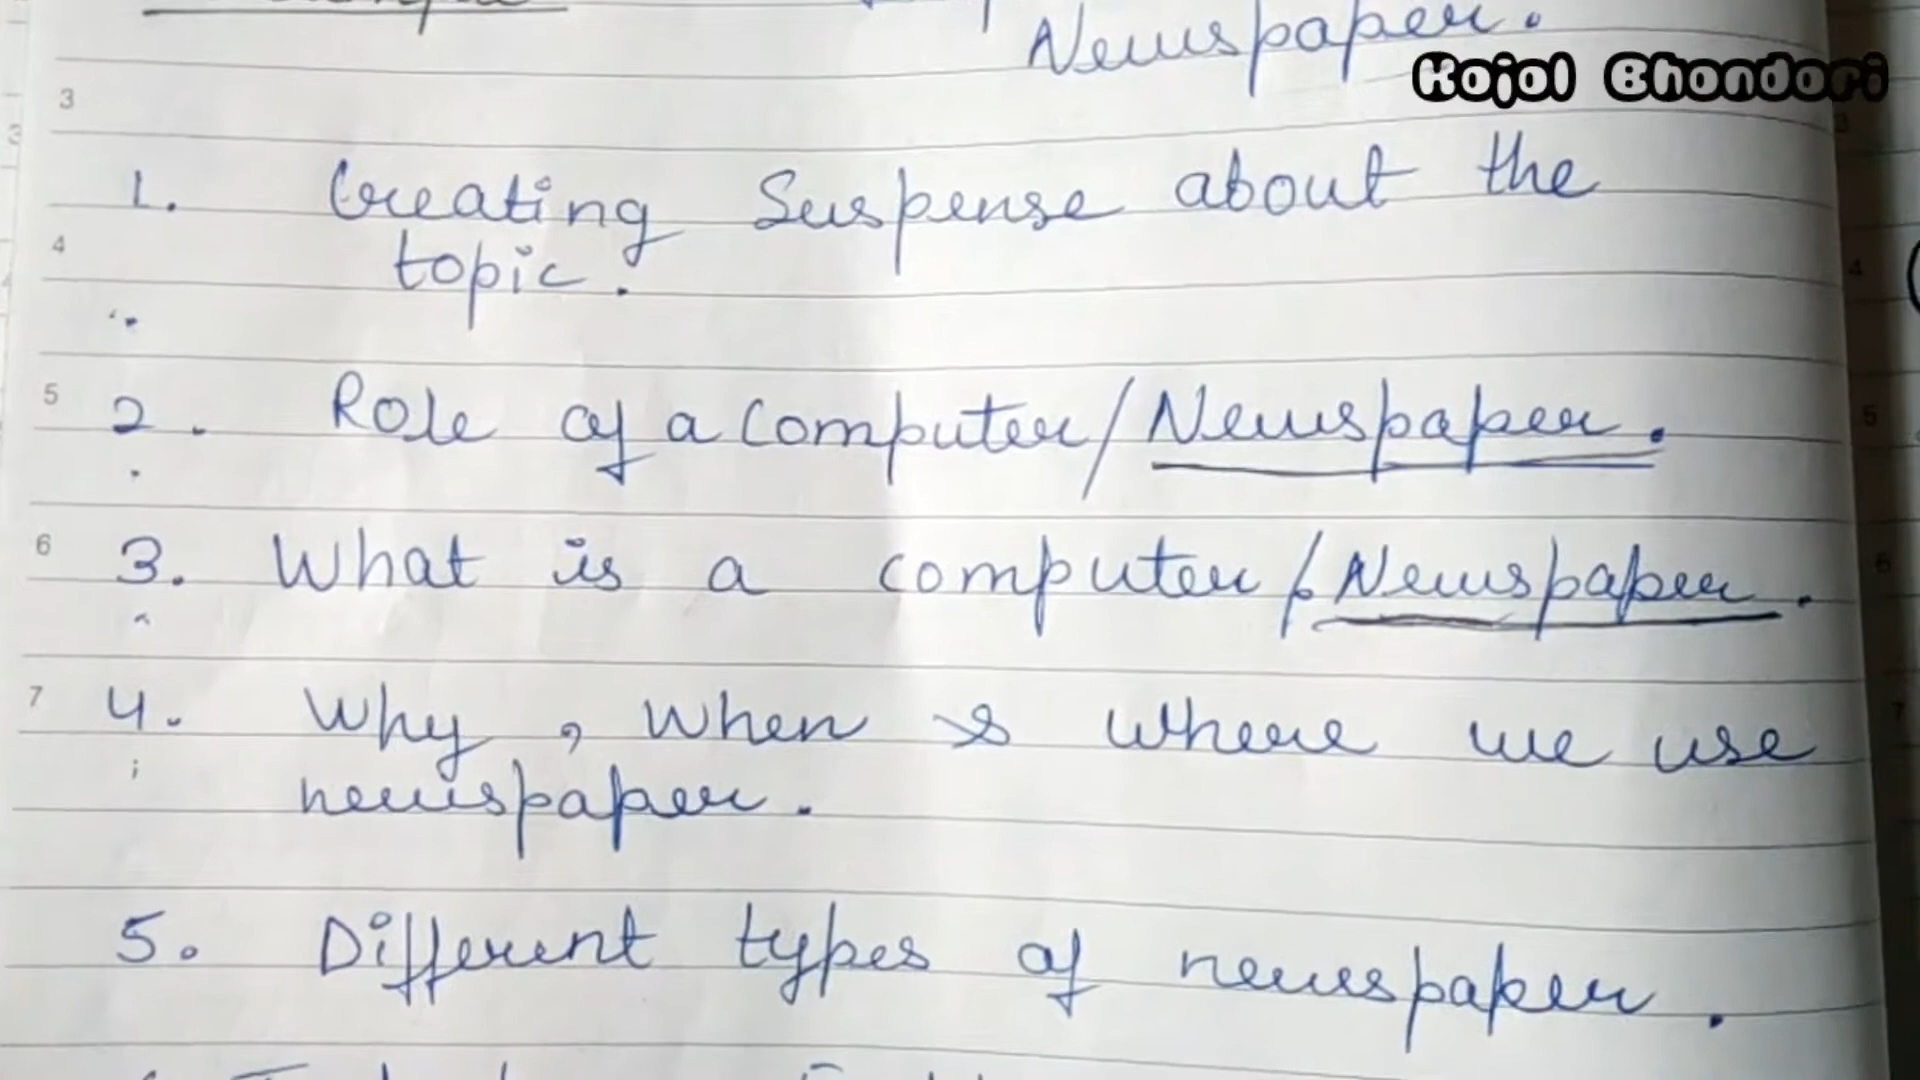 Newspaper.
Kojol Bhondori
1. Creating Suspense about the
topic.
2. Role of a Computer/Newspaper.
3. What is a computer/Newspaper.
4. Why, When & where we use
newspaper.
5. Different types of newspaper.